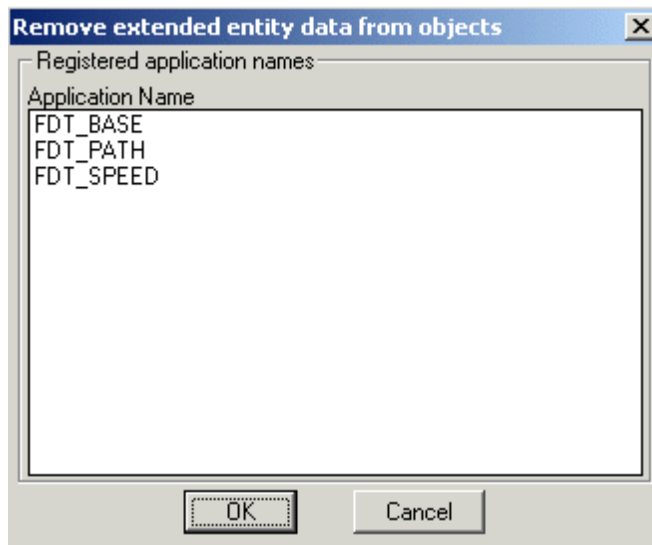 Remove extended entity data from objects
Registered application names
Application Name
FDT_BASE
FDT_PATH
FDT_SPEED
OK
Cancel